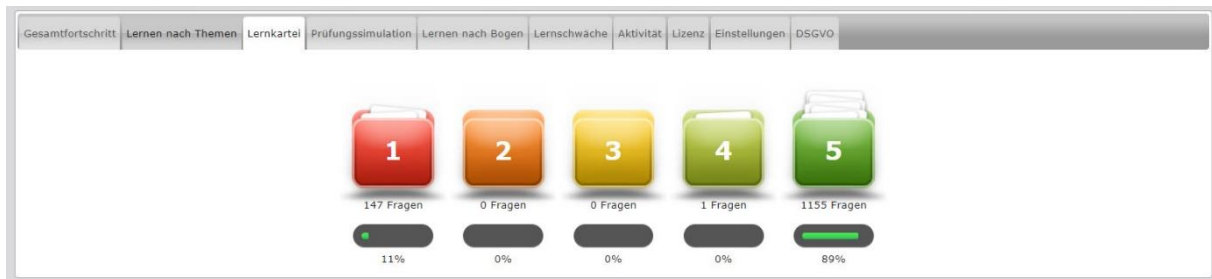 Gesamtfortschritt Lernen nach Themen Lernkartei Prüfungssimulation Lernen nach Bogen Lernschwäche Aktivität Lizenz Einstellungen DSGVO
1 2 3 4 5
147 Fragen 0 Fragen 0 Fragen 1 Fragen 1155 Fragen
11% 0% 0% 0% 89%